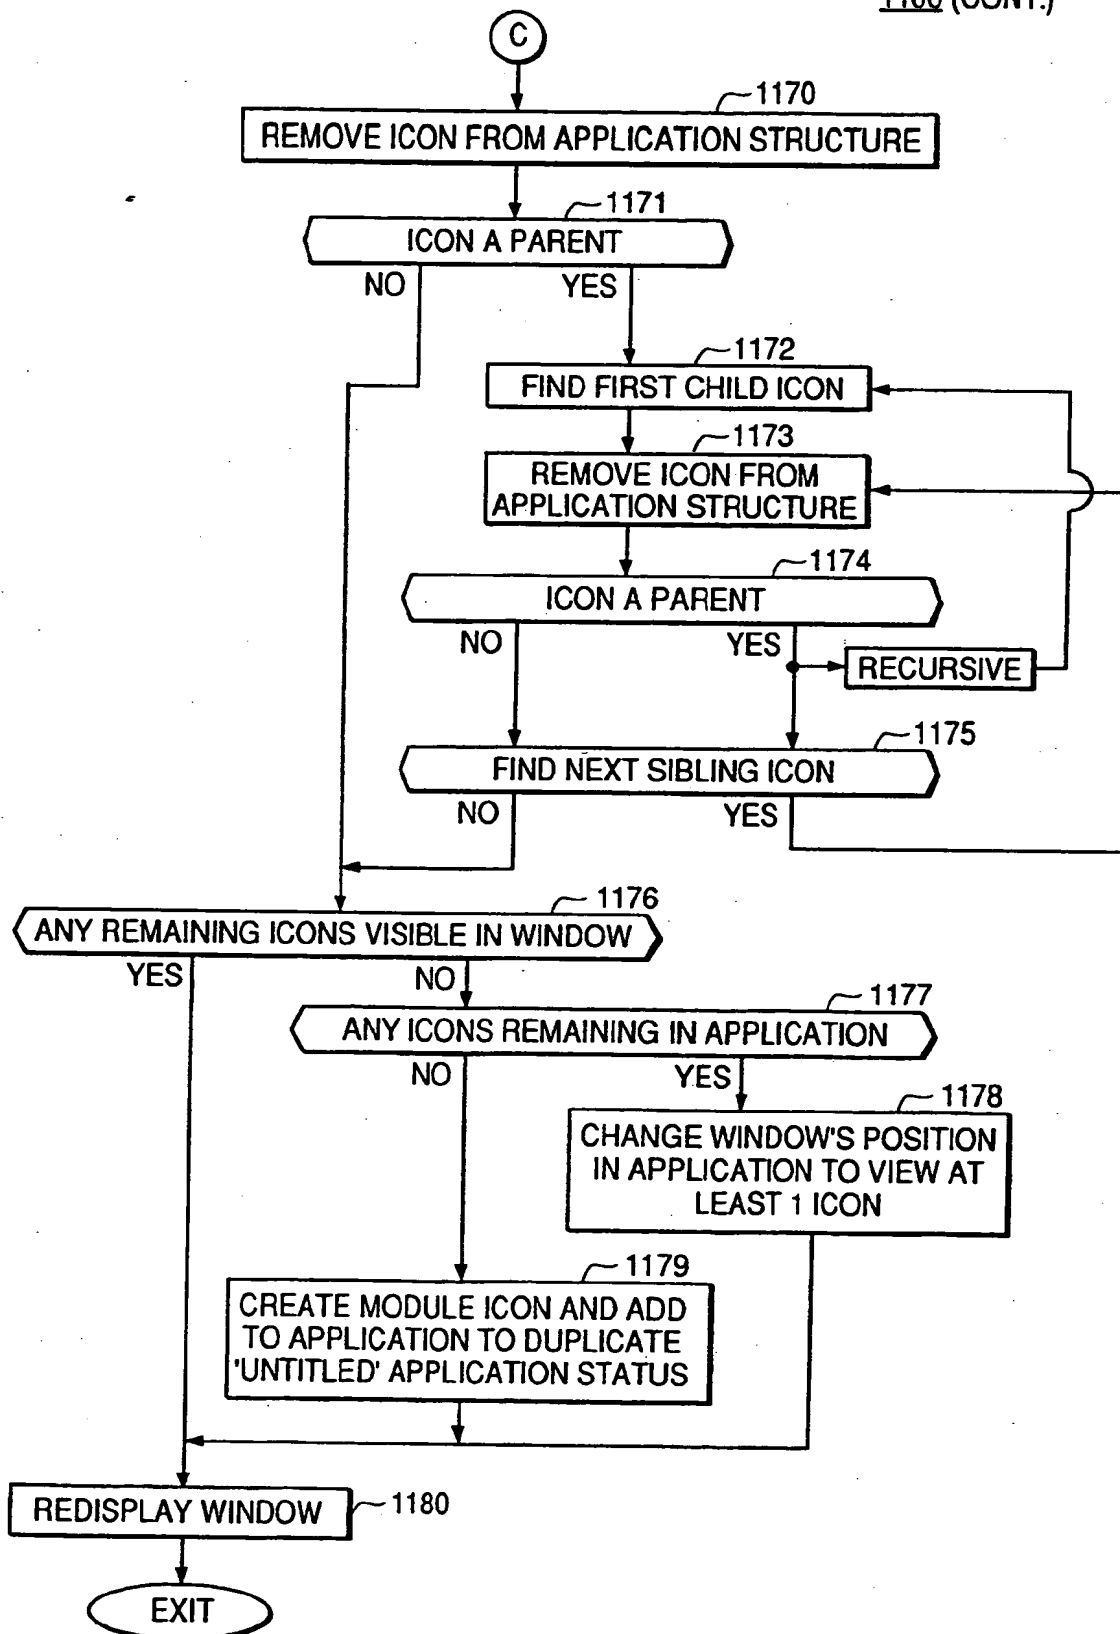 (CONT.)
C
1170
REMOVE ICON FROM APPLICATION STRUCTURE
1171
ICON A PARENT
NO
YES
1172
FIND FIRST CHILD ICON
1173
REMOVE ICON FROM
APPLICATION STRUCTURE
1174
ICON A PARENT
NO
YES
RECURSIVE
1175
FIND NEXT SIBLING ICON
NO
YES
1176
ANY REMAINING ICONS VISIBLE IN WINDOW
YES
NO
1177
ANY ICONS REMAINING IN APPLICATION
NO
YES
1178
CHANGE WINDOW'S POSITION
IN APPLICATION TO VIEW AT
LEAST 1 ICON
1179
CREATE MODULE ICON AND ADD
TO APPLICATION TO DUPLICATE
'UNTITLED' APPLICATION STATUS
REDISPLAY WINDOW
1180
EXIT